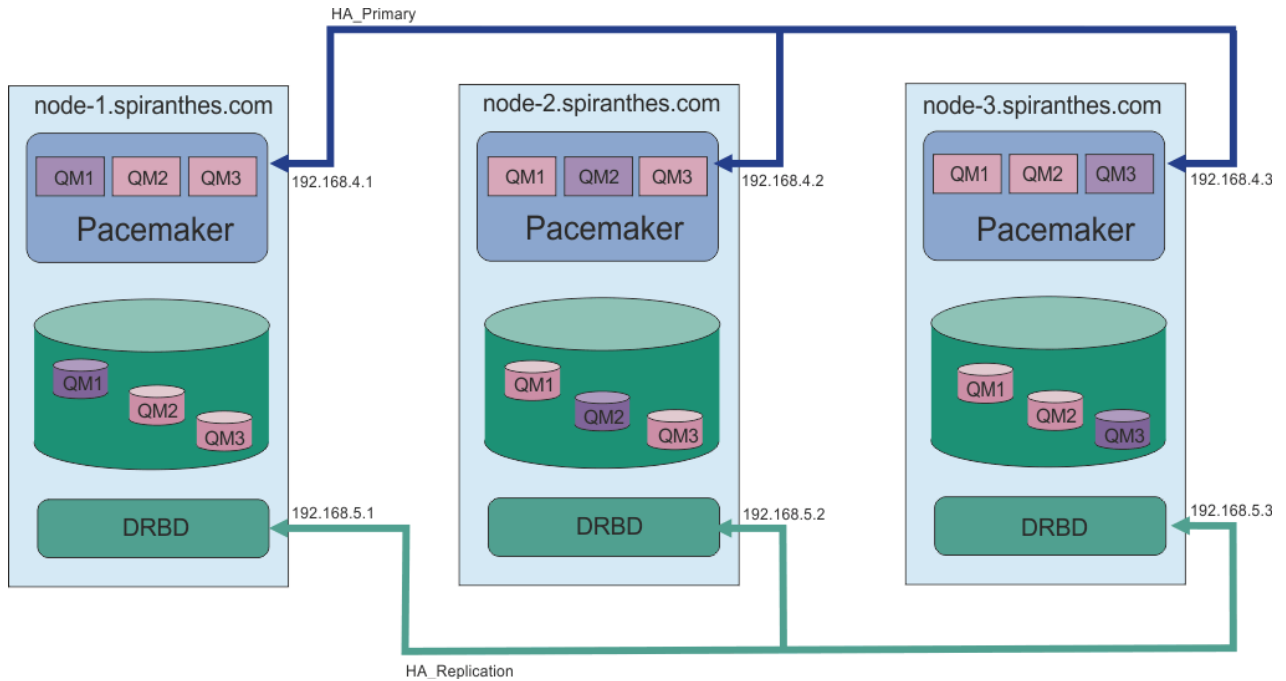 HA_Primary
node-1.spiranthes.com
node-2.spiranthes.com
node-3.spiranthes.com
QM1 QM2 QM3
Pacemaker
192.168.4.1
QM1 QM2 QM3
Pacemaker
192.168.4.2
QM1 QM2 QM3
Pacemaker
192.168.4.3
QM1
QM2
QM3
QM1
QM2
QM3
QM1
QM2
QM3
DRBD
192.168.5.1
DRBD
192.168.5.2
DRBD
192.168.5.3
HA_Replication